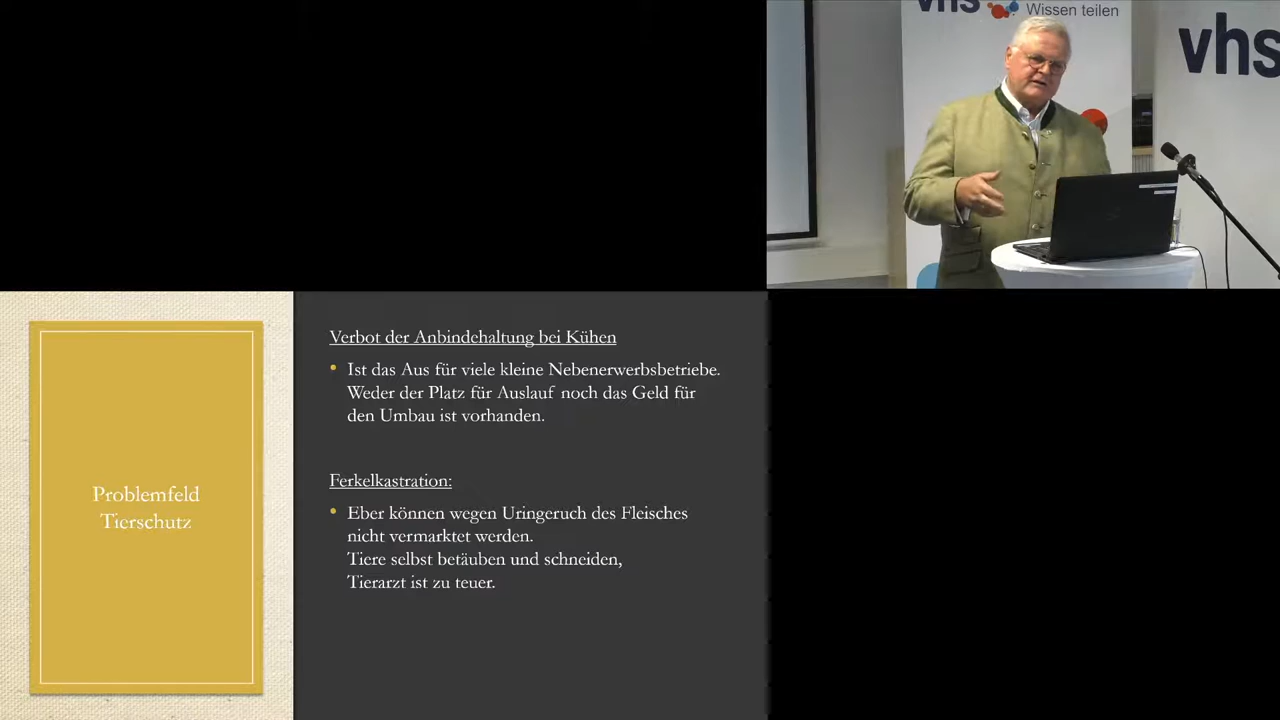 vhs
Wissen teilen
vhs
Verbot der Anbindehaltung bei Kühen
Ist das Aus für viele kleine Nebenerwerbsbetriebe.
Weder der Platz für Auslauf noch das Geld für
den Umbau ist vorhanden.
Problemfeld
Tierschutz
Ferkelkastration:
Eber können wegen Uringeruch des Fleisches
nicht vermarktet werden.
Tiere selbst betäuben und schneiden,
Tierarzt ist zu teuer.